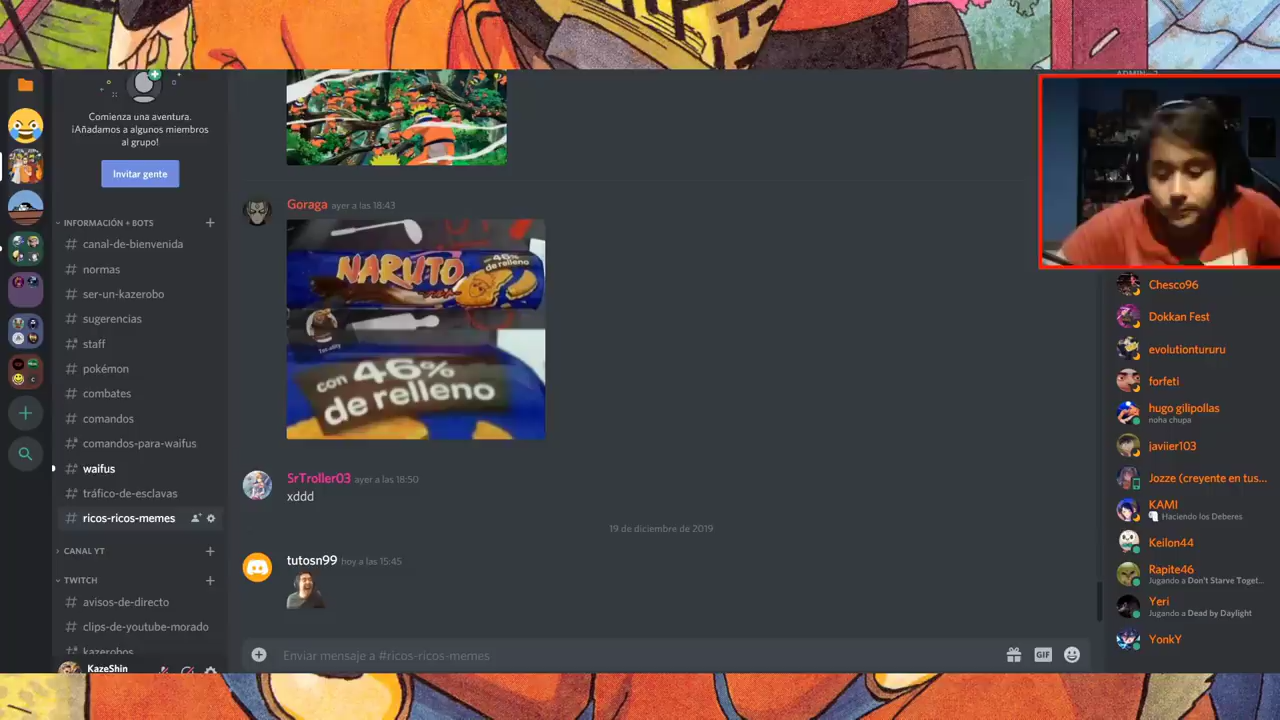 Comienza una aventura.
¡Añadamos a algunos miembros
al grupo!
Invitar gente
INFORMACIÓN + BOTS
# canal-de-bienvenida
# normas
# ser-un-kazerobo
# sugerencias
# staff
# pokémon
# combates
# comandos
# comandos-para-waifus
# waifus
# tráfico-de-esclavas
# ricos-ricos-memes
CANAL YT
TWITCH
# avisos-de-directo
# clips-de-youtube-morado
# kazerobos
KazeShin
Goraga ayer a las 18:43
NARUTO
46%
de relleno
con 46%
de relleno
SrTroller03 ayer a las 18:50
xddd
19 de diciembre de 2019
tutosn99 hoy a las 15:45
Enviar mensaje a #ricos-ricos-memes
GIF
Chesco96
Dokkan Fest
evolutiontururu
forfeti
hugo gilipollas
noha chupa
javiier103
Jozze (creyente en tus...
KAMI
Haciendo los Deberes
Keilon44
Rapite46
Jugando a Don't Starve Toget...
Yeri
Jugando a Dead by Daylight
YonkY